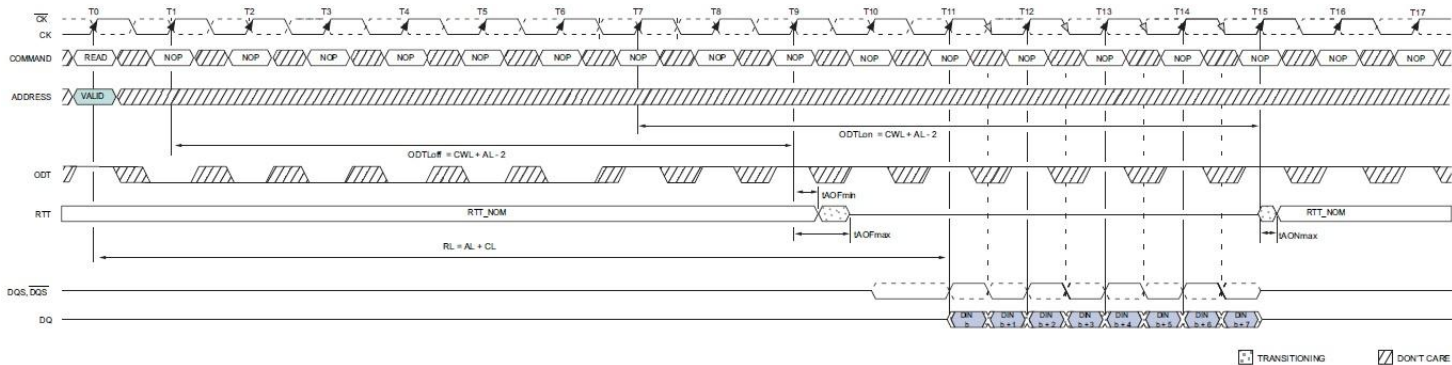 T0 T1 T2 T3 T4 T5 T6 T7 T8 T9 T10 T11 T12 T13 T14 T15 T16 T17
CK
CK
COMMAND READ NOP NOP NOP NOP NOP NOP NOP NOP NOP NOP NOP NOP NOP NOP NOP NOP NOP
ADDRESS VALID
ODTLon = CWL + AL - 2
ODTLoff = CWL + AL - 2
ODT
tAOFmin
RTT RTT_NOM RTT_NOM
tAOFmax tAONmax
RL = AL + CL
DQS, DQS
DQ DIN b DIN b + 1 DIN b + 2 DIN b + 3 DIN b + 4 DIN b + 5 DIN b + 6 DIN b + 7
TRANSITIONING DON'T CARE